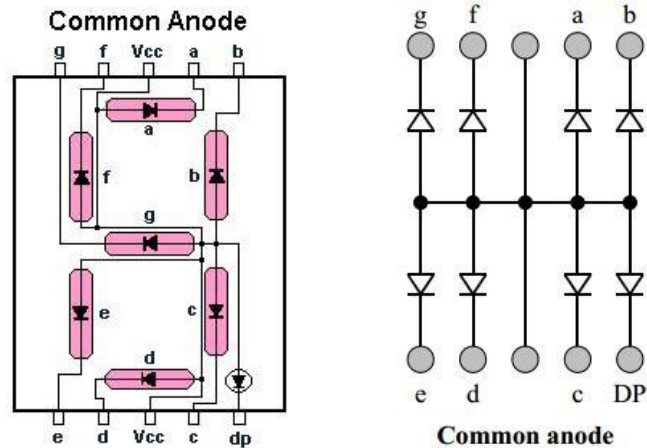 Common Anode
g f Vcc a b
a
f b
g
e c
d
e d Vcc c dp
g f a b
e d c DP
Common anode